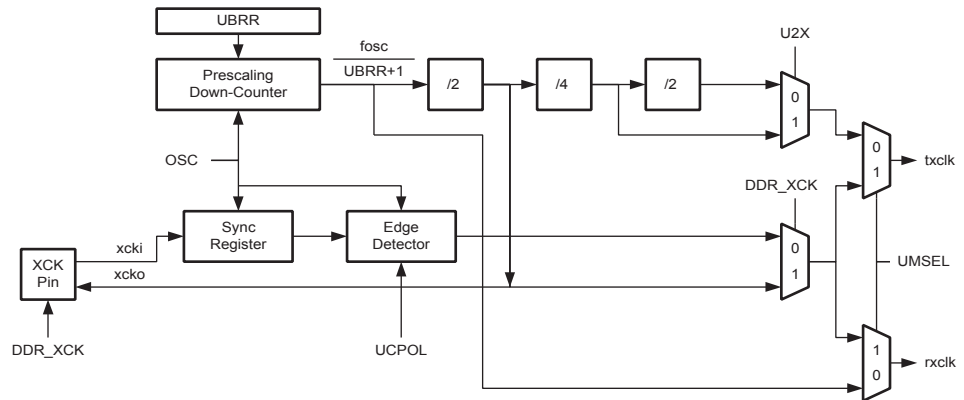 UBRR
U2X
fosc
UBRR+1
Prescaling
Down-Counter
/2
/4
/2
0
1
OSC
0
1
txclk
DDR_XCK
Sync
Register
Edge
Detector
0
1
xcki
XCK
Pin
xcko
UMSEL
DDR_XCK
UCPOL
1
0
rxclk